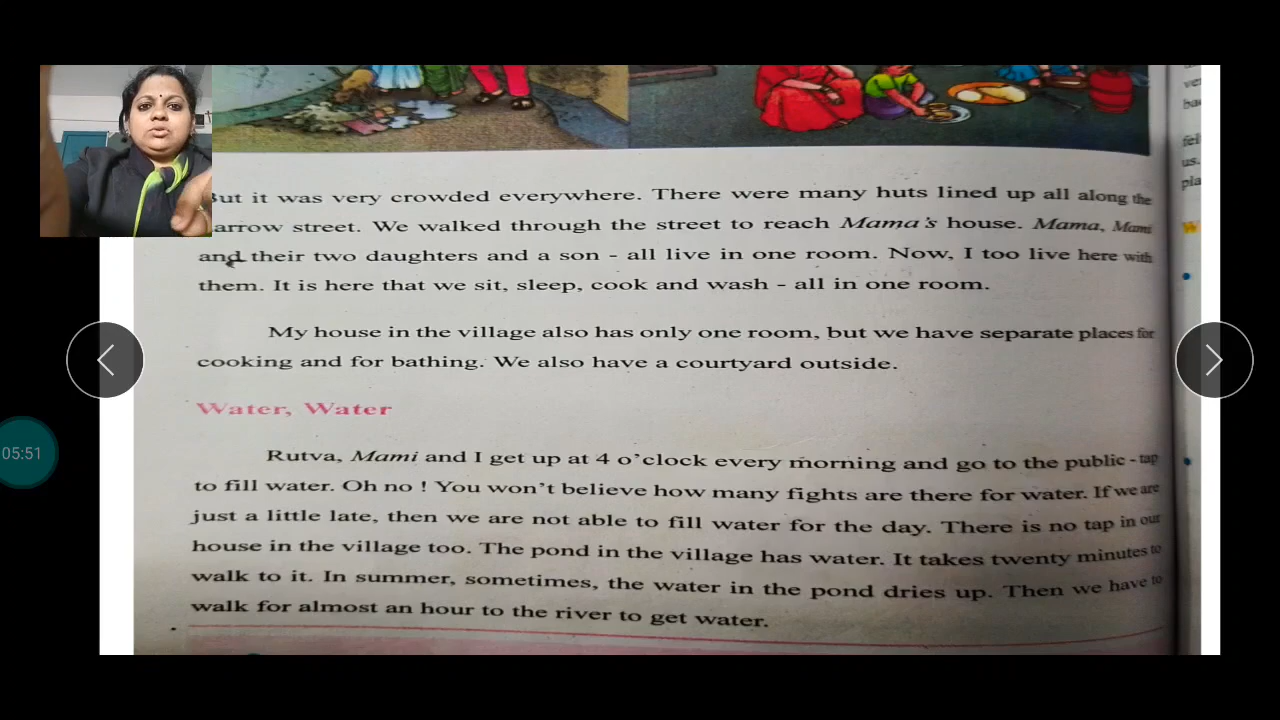 But it was very crowded everywhere. There were many huts lined up all along the
narrow street. We walked through the street to reach Mama's house. Mama, Mami
and their two daughters and a son - all live in one room. Now, I too live here with
them. It is here that we sit, sleep, cook and wash - all in one room.
My house in the village also has only one room, but we have separate places for
cooking and for bathing. We also have a courtyard outside.
Water, Water
Rutva, Mami and I get up at 4 o'clock every morning and go to the public - tap
to fill water. Oh no ! You won't believe how many fights are there for water. If we are
just a little late, then we are not able to fill water for the day. There is no tap in our
house in the village too. The pond in the village has water. It takes twenty minutes to
walk to it. In summer, sometimes, the water in the pond dries up. Then we have to
walk for almost an hour to the river to get water.
05:51
us.